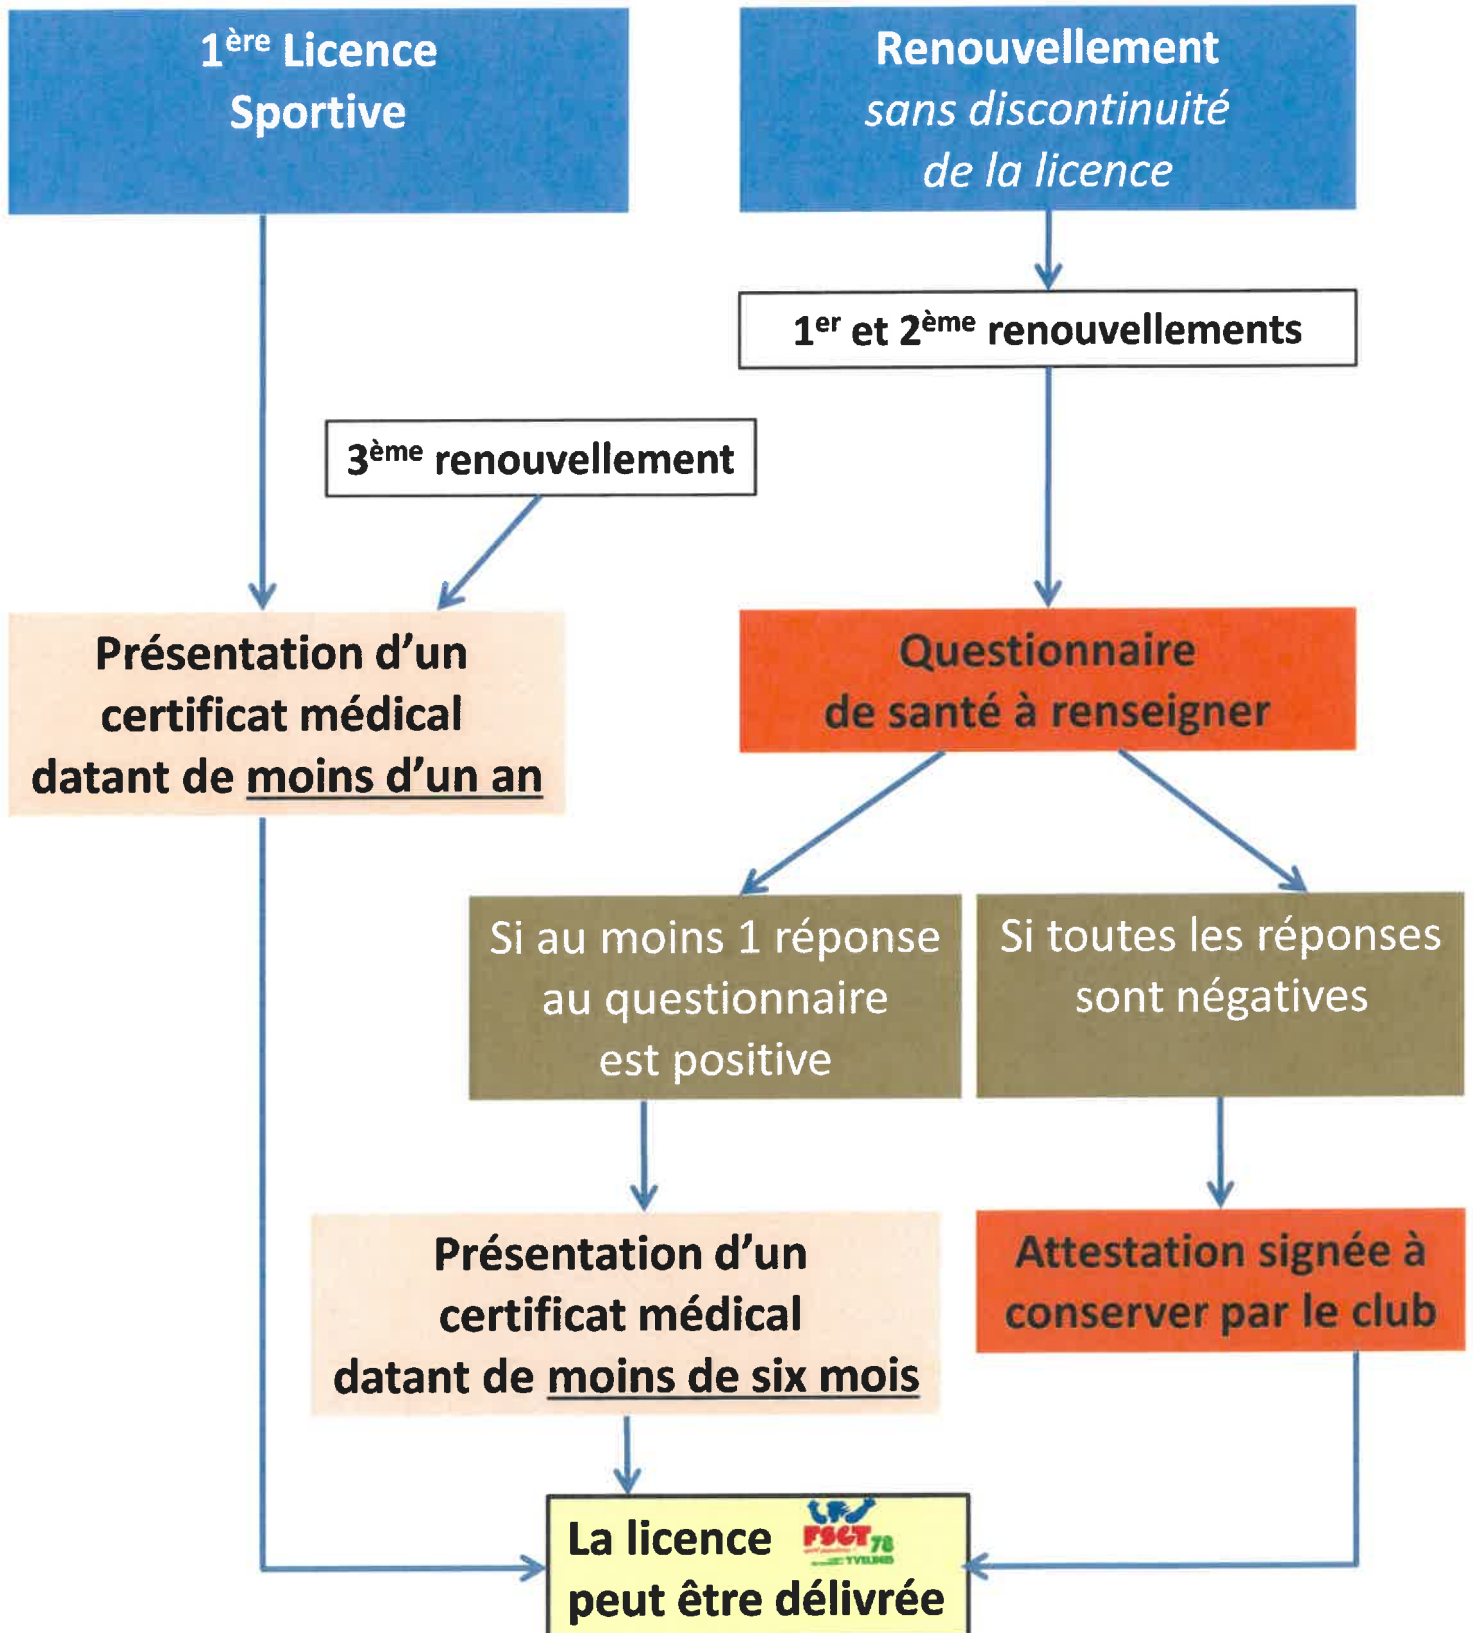 1ère Licence
Sportive
Renouvellement
sans discontinuité
de la licence
1er et 2ème renouvellements
3ème renouvellement
Présentation d'un
certificat médical
datant de moins d'un an
Questionnaire
de santé à renseigner
Si au moins 1 réponse
au questionnaire
est positive
Si toutes les réponses
sont négatives
Présentation d'un
certificat médical
datant de moins de six mois
Attestation signée à
conserver par le club
La licence
FSGT 78
YVELINES
peut être délivrée